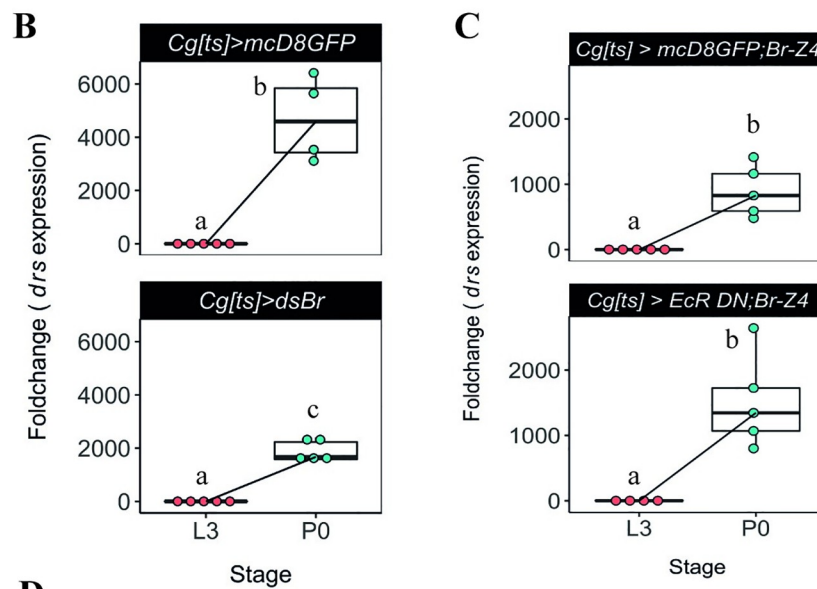 B
Cg[ts]>mcD8GFP
Foldchange ( drs expression)
6000
4000
2000
0
a
b
Cg[ts]>dsBr
6000
4000
2000
0
a
c
L3
P0
Stage
C
Cg[ts] > mcD8GFP;Br-Z4
Foldchange ( drs expression)
2000
1000
0
a
b
Cg[ts] > EcR DN;Br-Z4
2000
1000
0
a
b
L3
P0
Stage